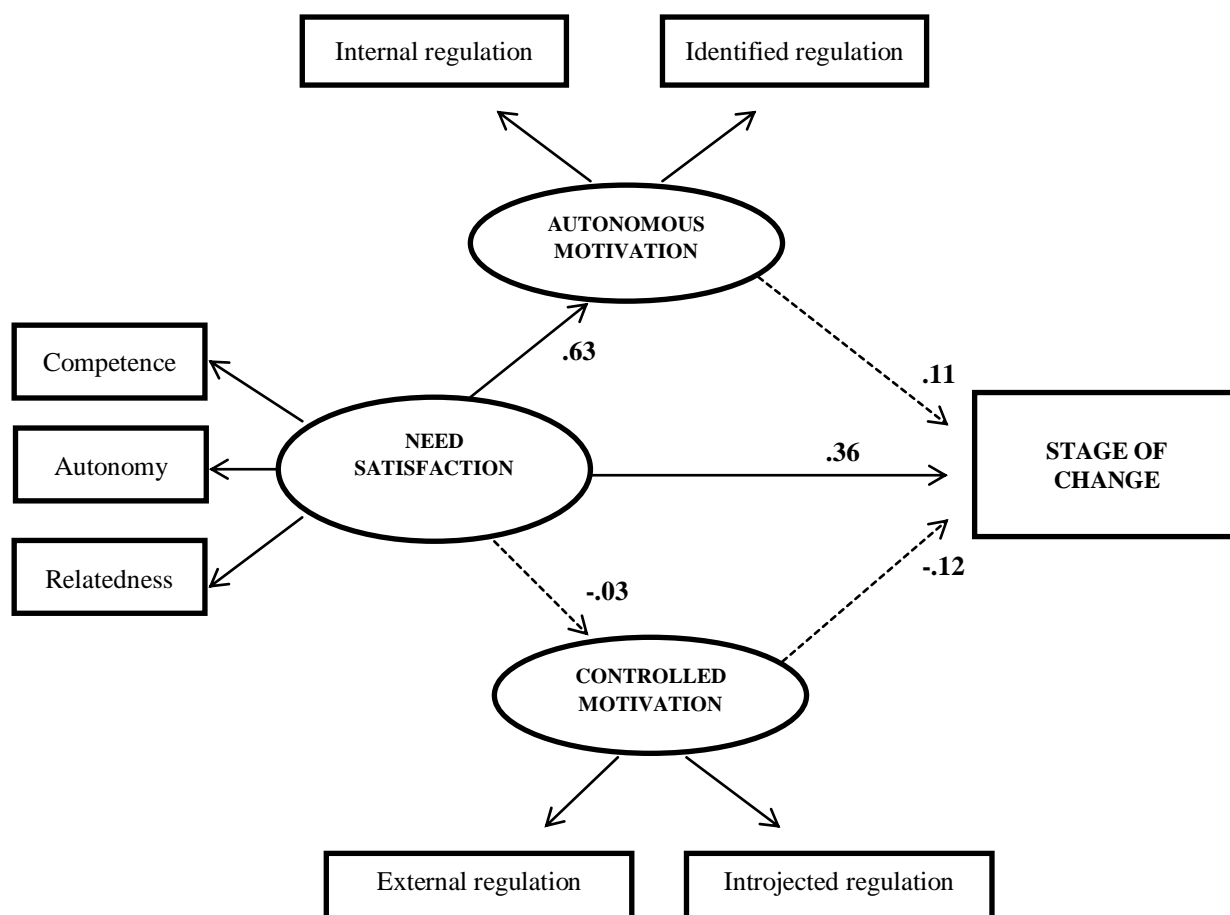 Internal regulation
Identified regulation
AUTONOMOUS
MOTIVATION
.63
.11
Competence
Autonomy
Relatedness
NEED
SATISFACTION
.36
STAGE OF
CHANGE
-.03
-.12
CONTROLLED
MOTIVATION
External regulation
Introjected regulation